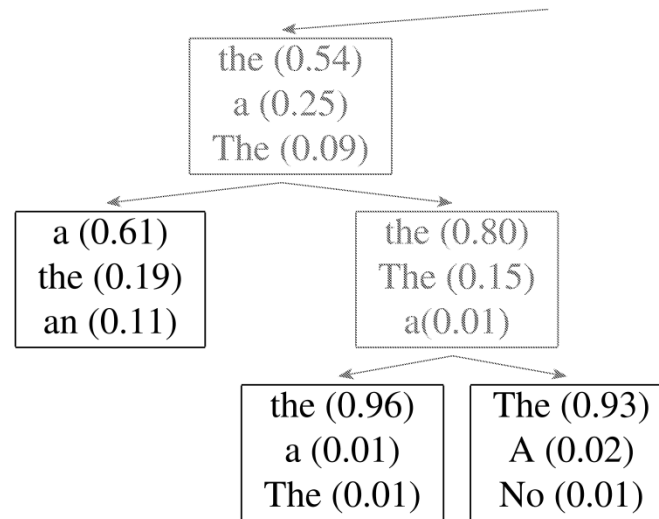 the (0.54)
a (0.25)
The (0.09)
a (0.61)
the (0.19)
an (0.11)
the (0.80)
The (0.15)
a(0.01)
the (0.96)
a (0.01)
The (0.01)
The (0.93)
A (0.02)
No (0.01)